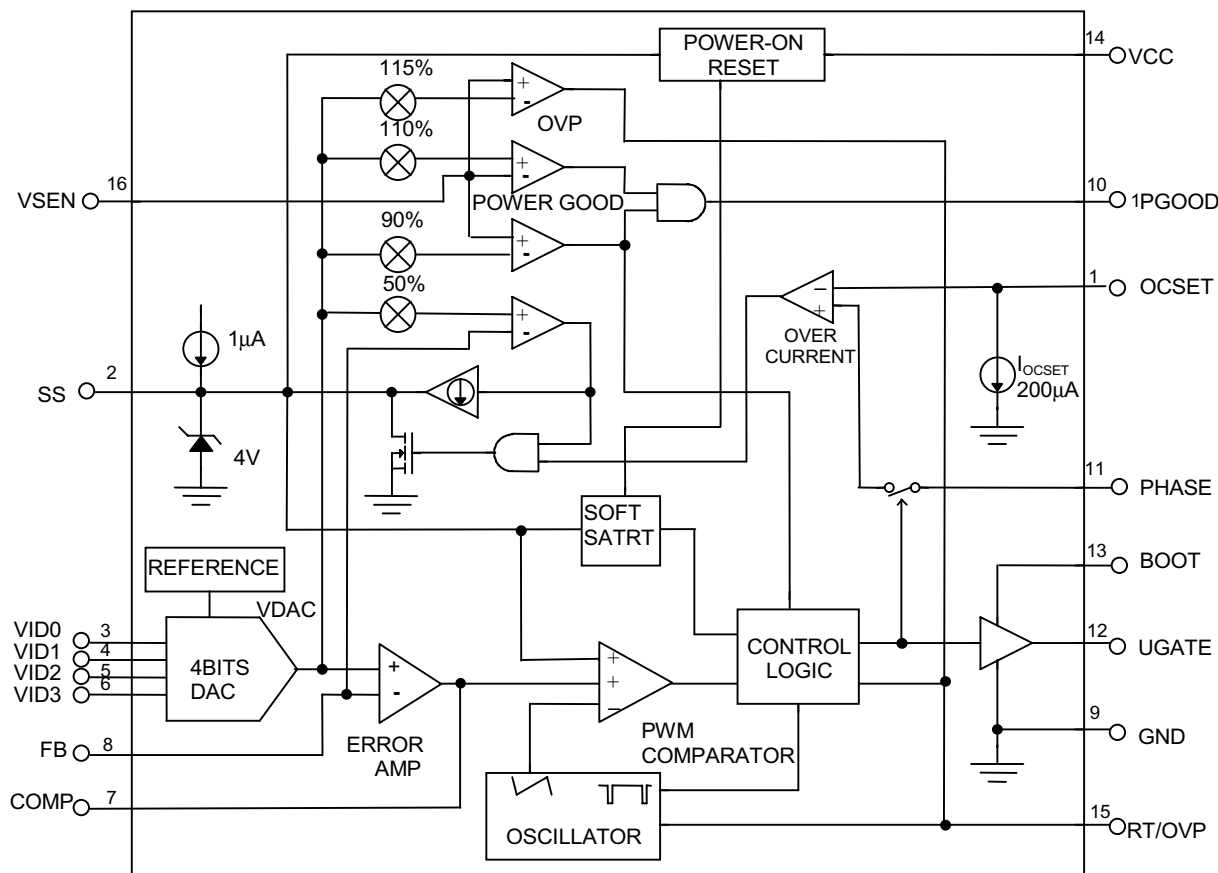 POWER-ON
RESET
14
VCC
115%
+
-
OVP
110%
+
-
16
VSEN
POWER GOOD
10
1PGOOD
90%
+
-
50%
+
-
1
OCSET
−
+
OVER
CURRENT
1μA
IOCSET
200μA
2
SS
4V
11
PHASE
SOFT
SATRT
13
BOOT
REFERENCE
VDAC
VID0
3
VID1
4
VID2
5
VID3
6
4BITS
DAC
+
-
+
+
−
CONTROL
LOGIC
12
UGATE
9
GND
FB
8
ERROR
AMP
PWM
COMPARATOR
COMP
7
OSCILLATOR
15
RT/OVP